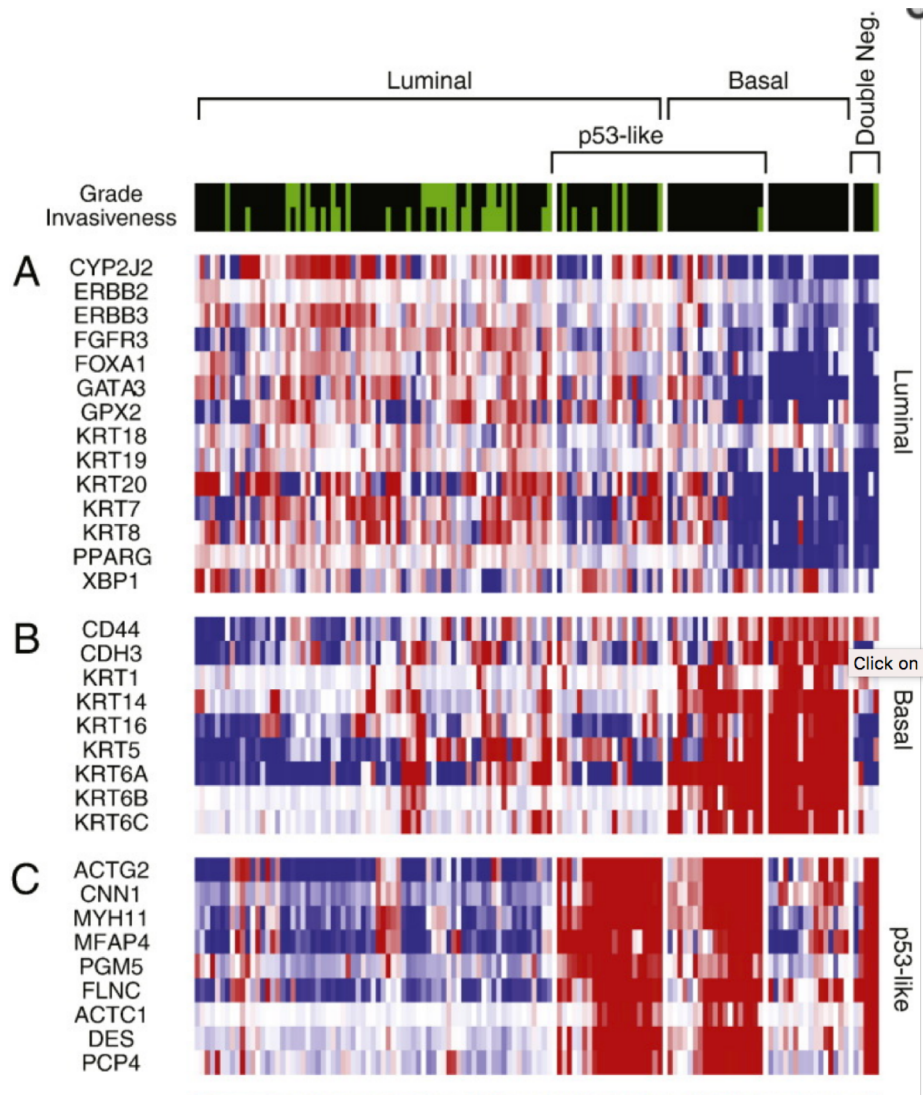 Luminal
Basal
Double Neg.
p53-like
Grade
Invasiveness
A
CYP2J2
ERBB2
ERBB3
FGFR3
FOXA1
GATA3
GPX2
KRT18
KRT19
KRT20
KRT7
KRT8
PPARG
XBP1
Luminal
B
CD44
CDH3
KRT1
KRT14
KRT16
KRT5
KRT6A
KRT6B
KRT6C
Click on
Basal
C
ACTG2
CNN1
MYH11
MFAP4
PGM5
FLNC
ACTC1
DES
PCP4
p53-like